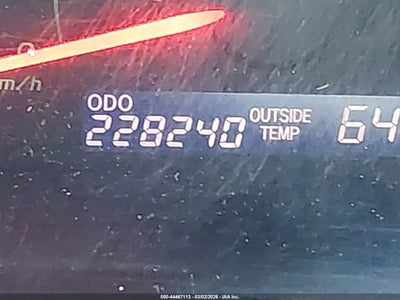 m/h
ODO
228240
OUTSIDE
TEMP
64
000-44467113 - 03/02/2026 - IAA Inc.